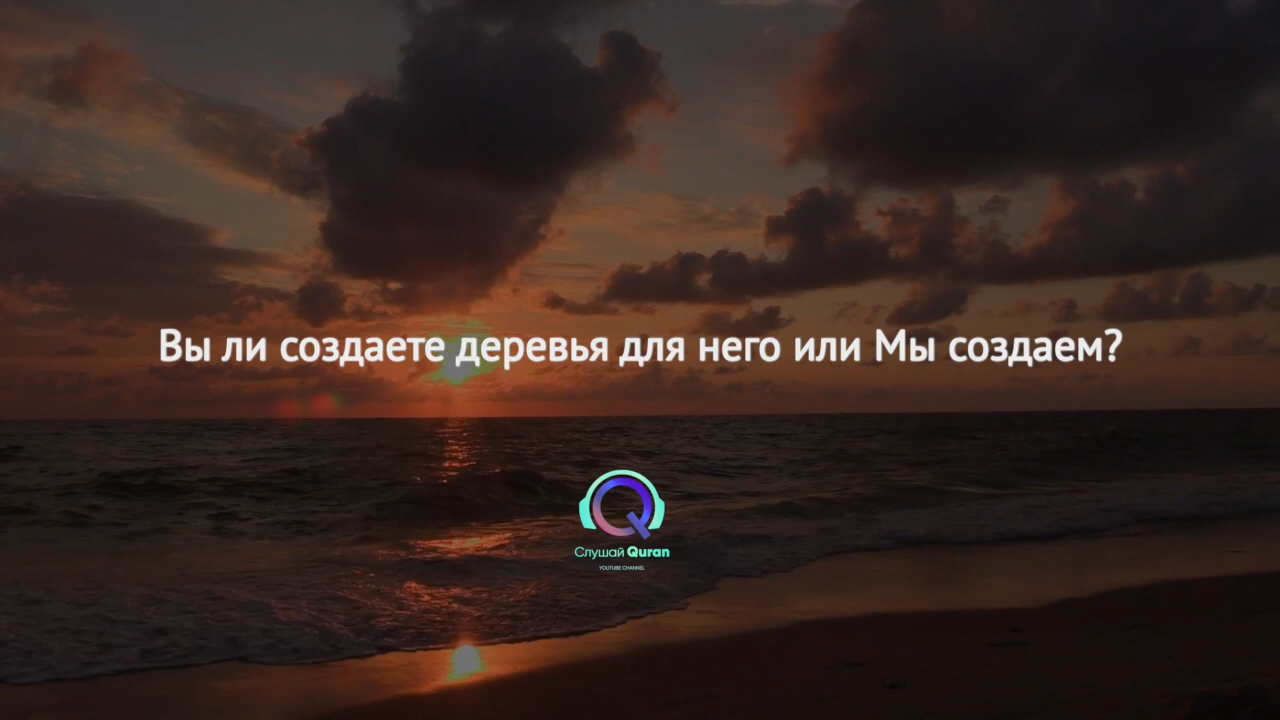 Вы ли создаете деревья для него или Мы создаем?
Слушай Quran
YOUTUBE CHANNEL